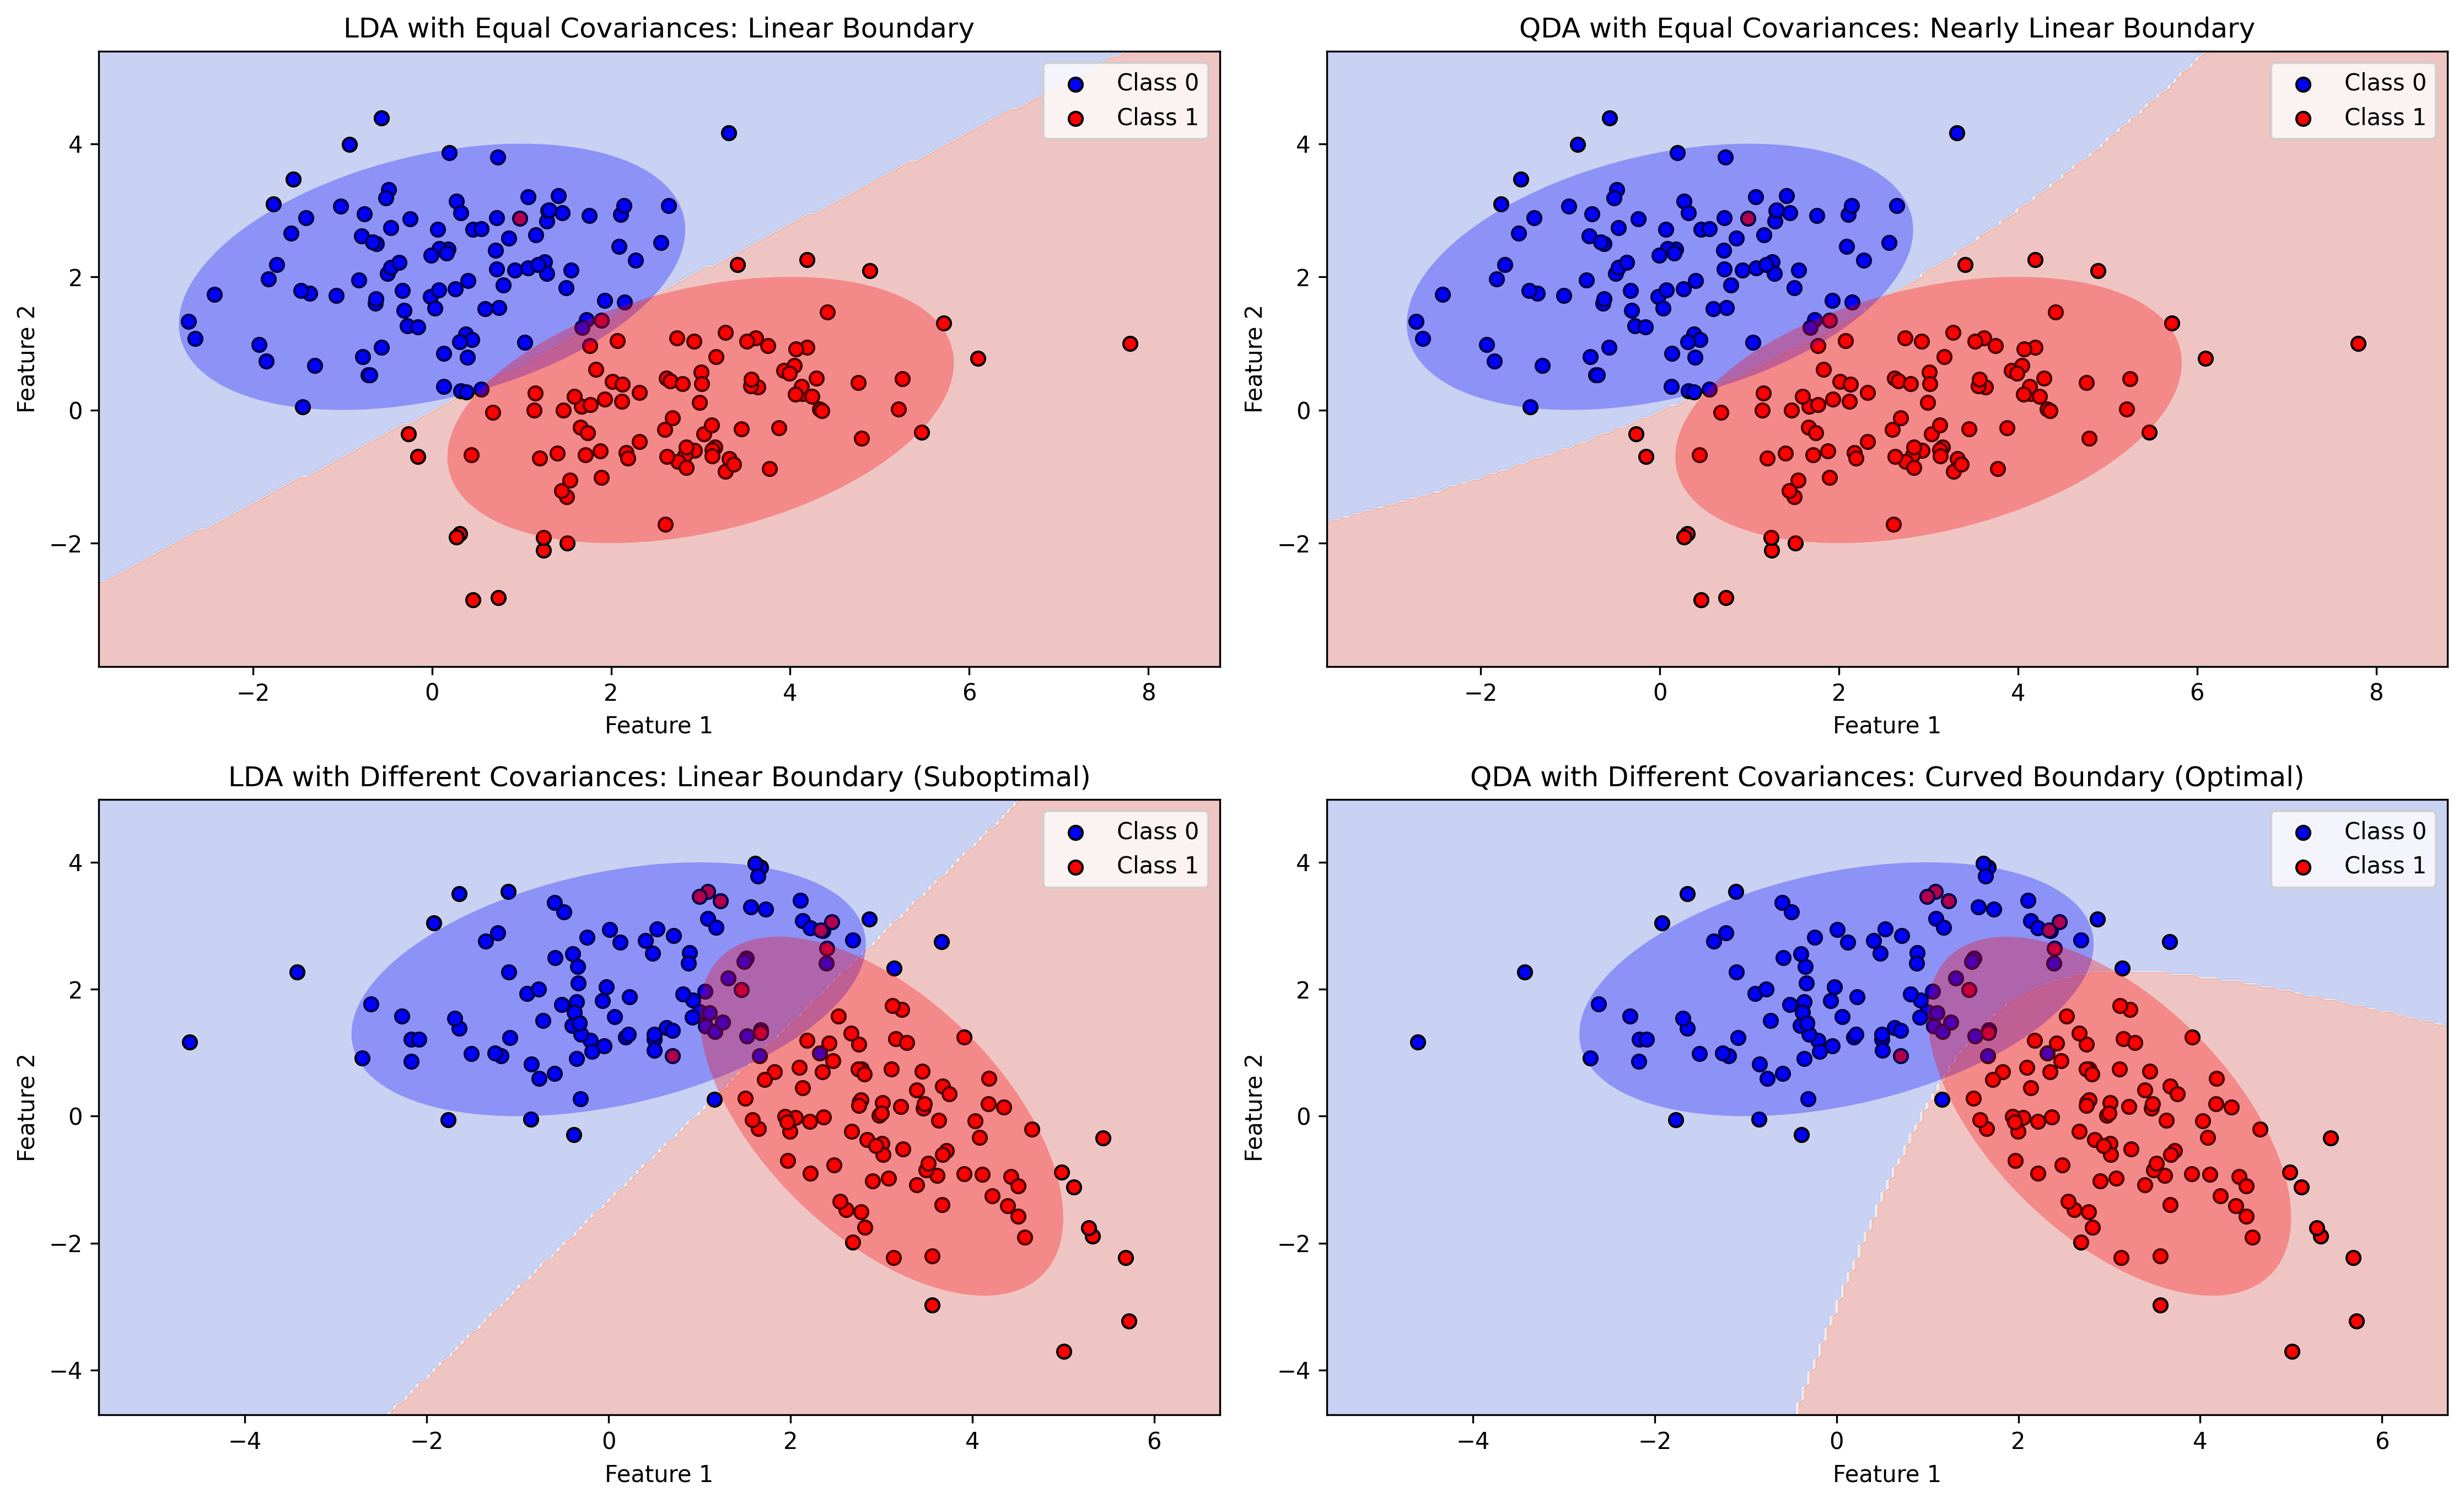 LDA with Equal Covariances: Linear Boundary
Class 0
Class 1
Feature 2
4
2
0
−2
−2
0
2
4
6
8
Feature 1
QDA with Equal Covariances: Nearly Linear Boundary
Class 0
Class 1
Feature 2
4
2
0
−2
−2
0
2
4
6
8
Feature 1
LDA with Different Covariances: Linear Boundary (Suboptimal)
Class 0
Class 1
Feature 2
4
2
0
−2
−4
−4
−2
0
2
4
6
Feature 1
QDA with Different Covariances: Curved Boundary (Optimal)
Class 0
Class 1
Feature 2
4
2
0
−2
−4
−4
−2
0
2
4
6
Feature 1